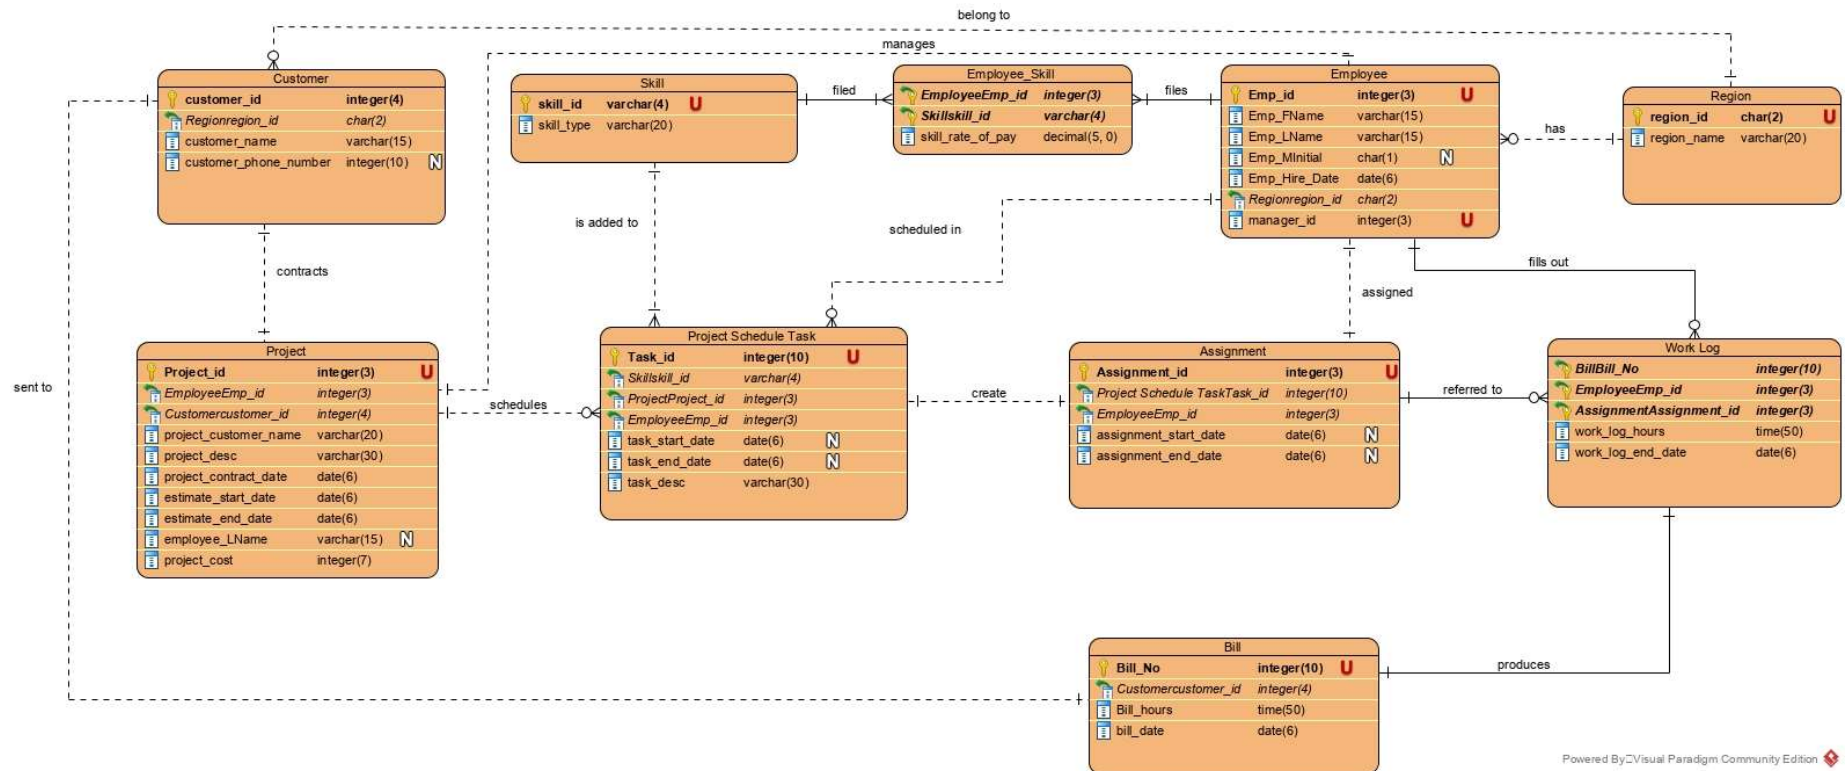 belong to
manages
Customer
customer_id integer(4)
Regionregion_id char(2)
customer_name varchar(15)
customer_phone_number integer(10) N
Skill
skill_id varchar(4) U
skill_type varchar(20)
filed
Employee_Skill
EmployeeEmp_id integer(3)
Skillskill_id varchar(4)
skill_rate_of_pay decimal(5, 0)
files
Employee
Emp_id integer(3) U
Emp_FName varchar(15)
Emp_LName varchar(15)
Emp_MInitial char(1) N
Emp_Hire_Date date(6)
Regionregion_id char(2)
manager_id integer(3) U
has
Region
region_id char(2) U
region_name varchar(20)
is added to
scheduled in
contracts
fills out
assigned
sent to
Project
Project_id integer(3) U
EmployeeEmp_id integer(3)
Customercustomer_id integer(4)
project_customer_name varchar(20)
project_desc varchar(30)
project_contract_date date(6)
estimate_start_date date(6)
estimate_end_date date(6)
employee_LName varchar(15) N
project_cost integer(7)
schedules
Project Schedule Task
Task_id integer(10) U
Skillskill_id varchar(4)
ProjectProject_id integer(3)
EmployeeEmp_id integer(3)
task_start_date date(6) N
task_end_date date(6) N
task_desc varchar(30)
create
Assignment
Assignment_id integer(3) U
Project Schedule TaskTask_id integer(10)
EmployeeEmp_id integer(3)
assignment_start_date date(6) N
assignment_end_date date(6) N
referred to
Work Log
BillBill_No integer(10)
EmployeeEmp_id integer(3)
AssignmentAssignment_id integer(3)
work_log_hours time(50)
work_log_end_date date(6)
Bill
Bill_No integer(10) U
Customercustomer_id integer(4)
Bill_hours time(50)
bill_date date(6)
produces
Powered By Visual Paradigm Community Edition